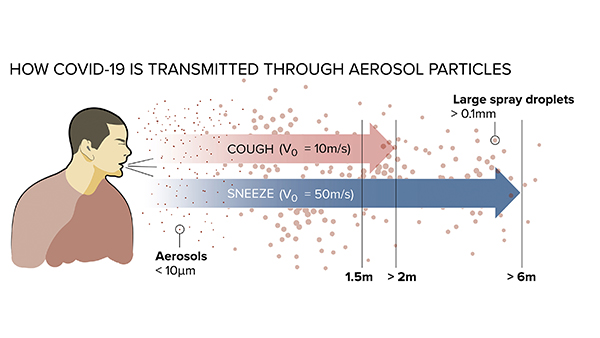 HOW COVID-19 IS TRANSMITTED THROUGH AEROSOL PARTICLES
Large spray droplets
> 0.1mm
COUGH (V₀ = 10m/s)
SNEEZE (V₀ = 50m/s)
Aerosols
< 10µm
1.5m
> 2m
> 6m